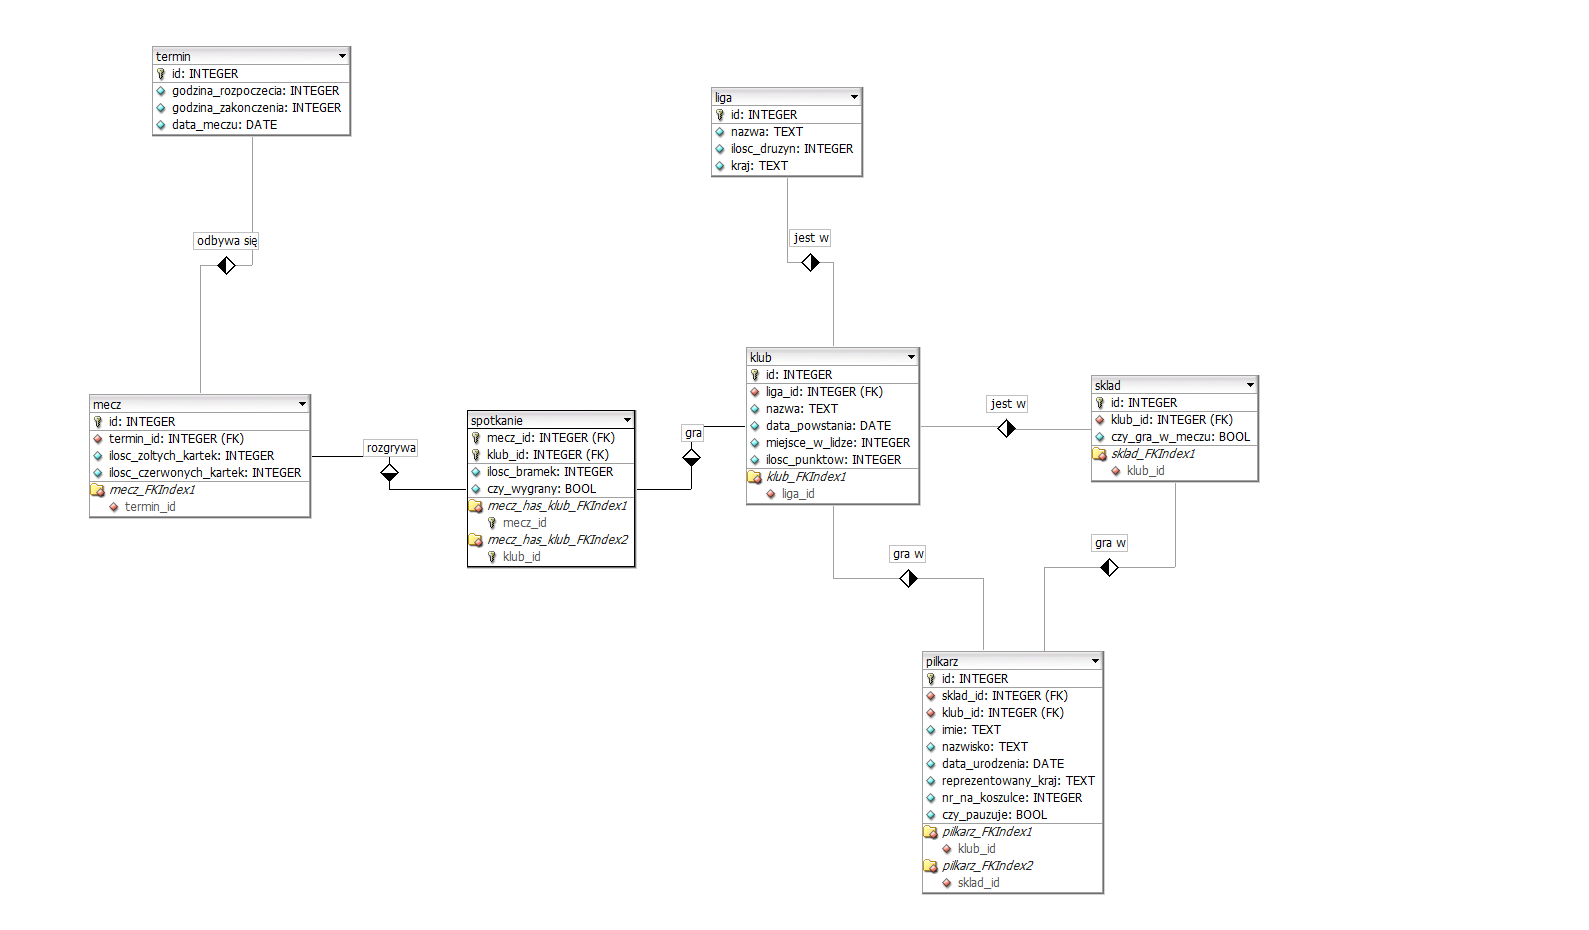 termin
id: INTEGER
godzina_rozpoczecia: INTEGER
godzina_zakonczenia: INTEGER
data_meczu: DATE
liga
id: INTEGER
nazwa: TEXT
ilosc_druzyn: INTEGER
kraj: TEXT
odbywa się
jest w
mecz
id: INTEGER
termin_id: INTEGER (FK)
ilosc_zoltych_kartek: INTEGER
ilosc_czerwonych_kartek: INTEGER
mecz_FKIndex1
termin_id
rozgrywa
spotkanie
mecz_id: INTEGER (FK)
klub_id: INTEGER (FK)
ilosc_bramek: INTEGER
czy_wygrany: BOOL
mecz_has_klub_FKIndex1
mecz_id
mecz_has_klub_FKIndex2
klub_id
gra
klub
id: INTEGER
liga_id: INTEGER (FK)
nazwa: TEXT
data_powstania: DATE
miejsce_w_lidze: INTEGER
ilosc_punktow: INTEGER
klub_FKIndex1
liga_id
jest w
sklad
id: INTEGER
klub_id: INTEGER (FK)
czy_gra_w_meczu: BOOL
sklad_FKIndex1
klub_id
gra w
gra w
pilkarz
id: INTEGER
sklad_id: INTEGER (FK)
klub_id: INTEGER (FK)
imie: TEXT
nazwisko: TEXT
data_urodzenia: DATE
reprezentowany_kraj: TEXT
nr_na_koszulce: INTEGER
czy_pauzuje: BOOL
pilkarz_FKIndex1
klub_id
pilkarz_FKIndex2
sklad_id